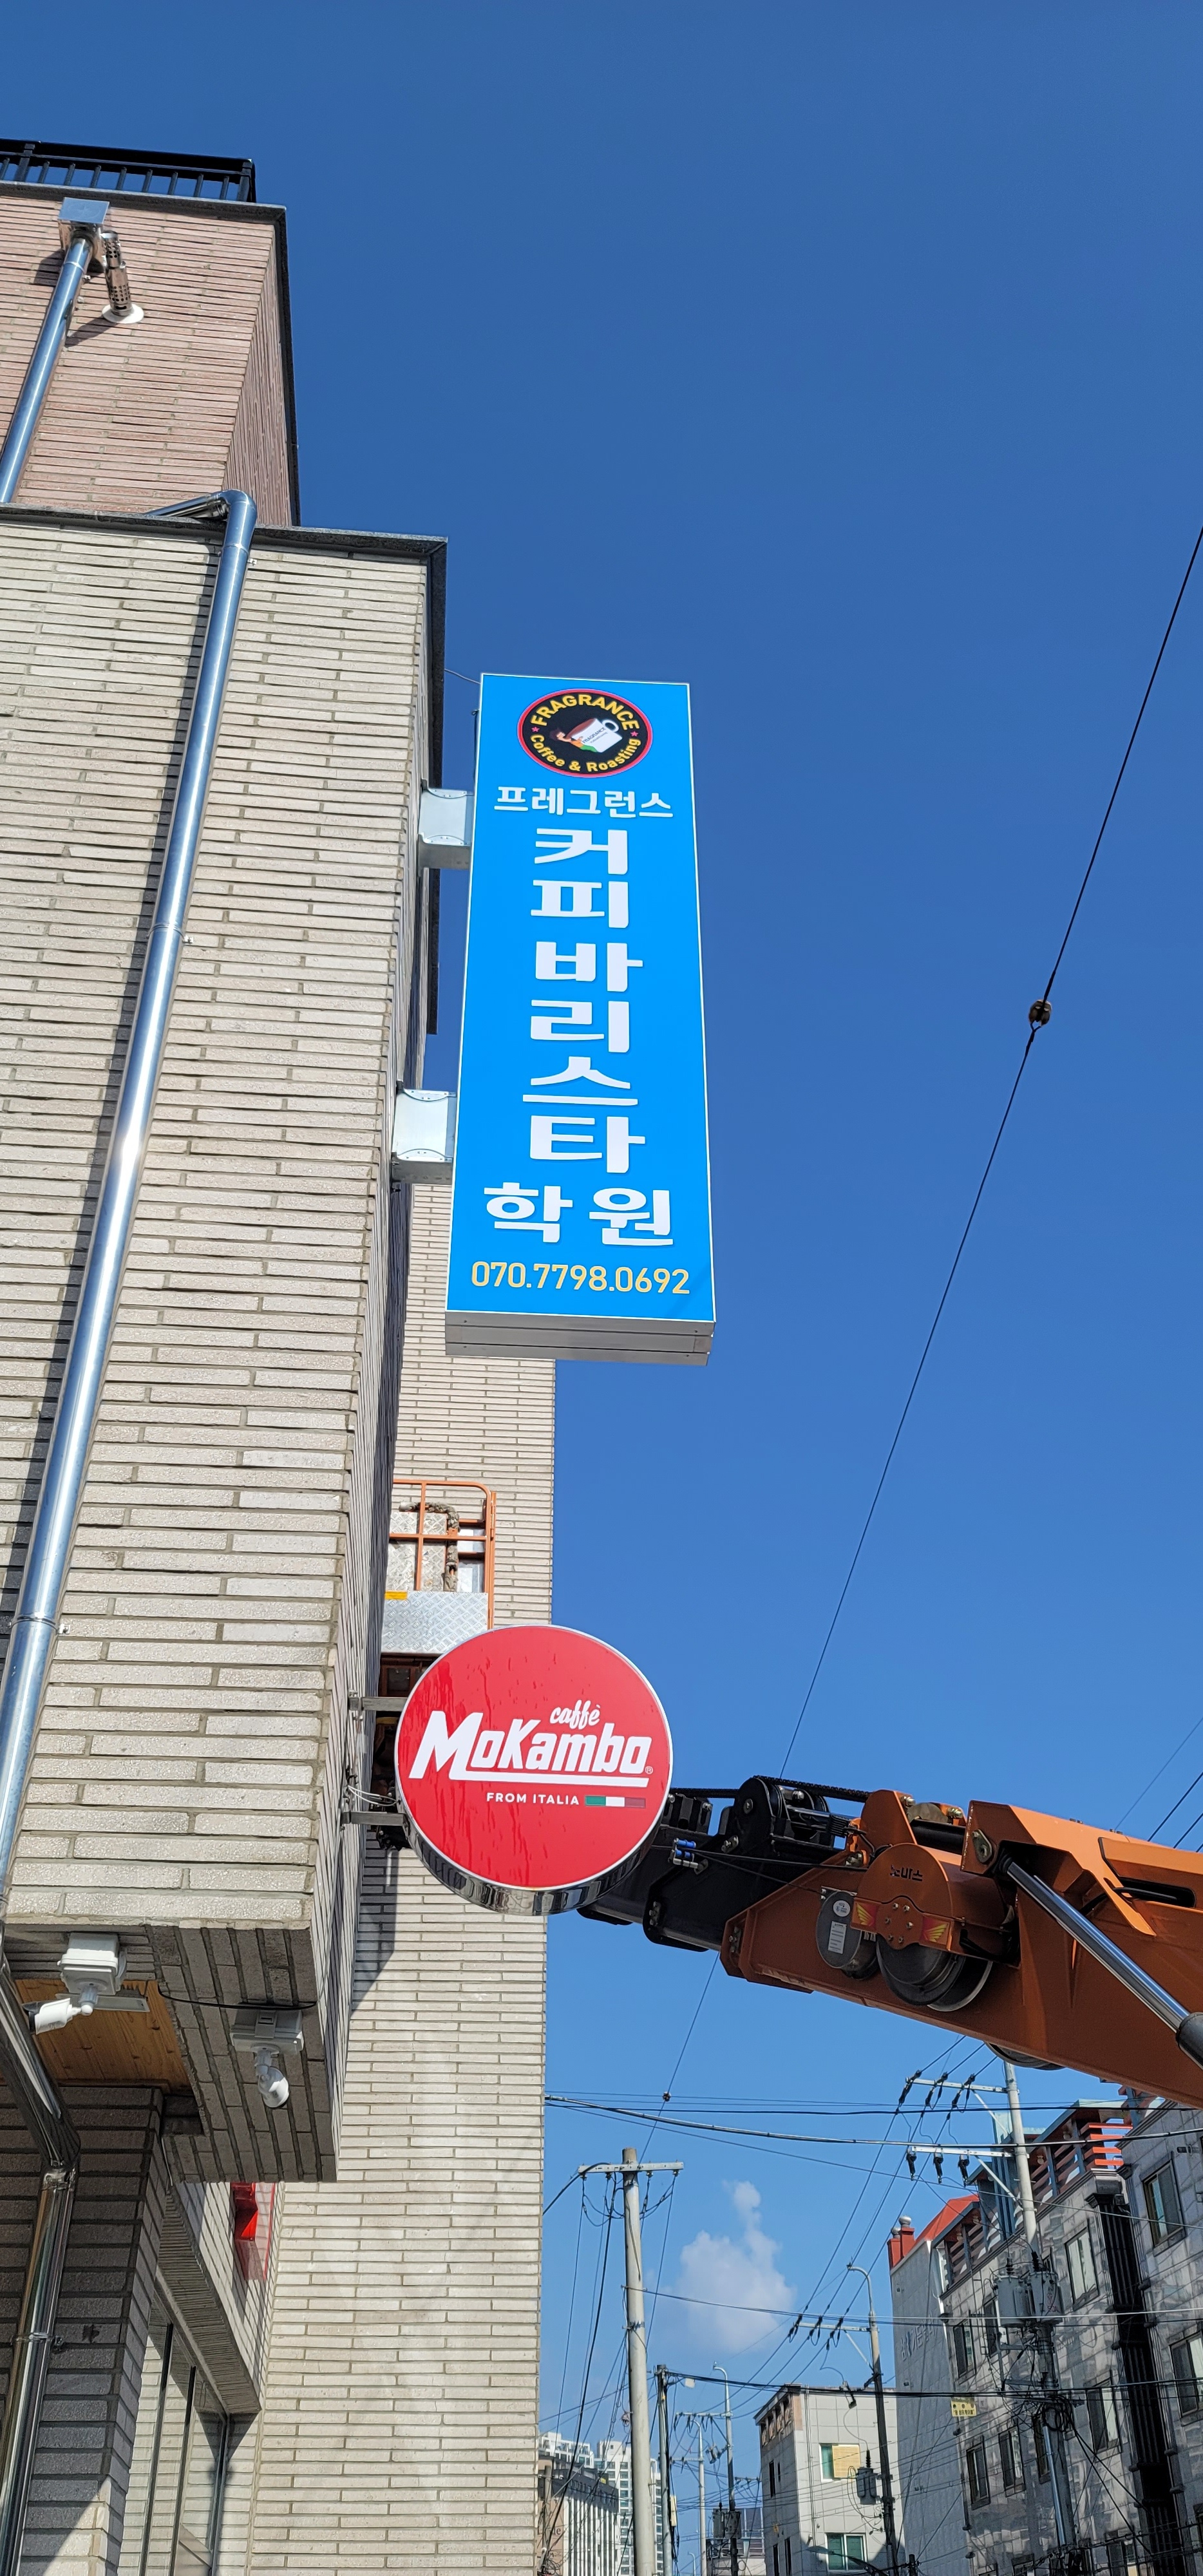 FRAGRANCE
Coffee & Roasting
프레그런스
커
피
바
리
스
타
학원
070.7798.0692
caffè
MoKambo®
FROM ITALIA